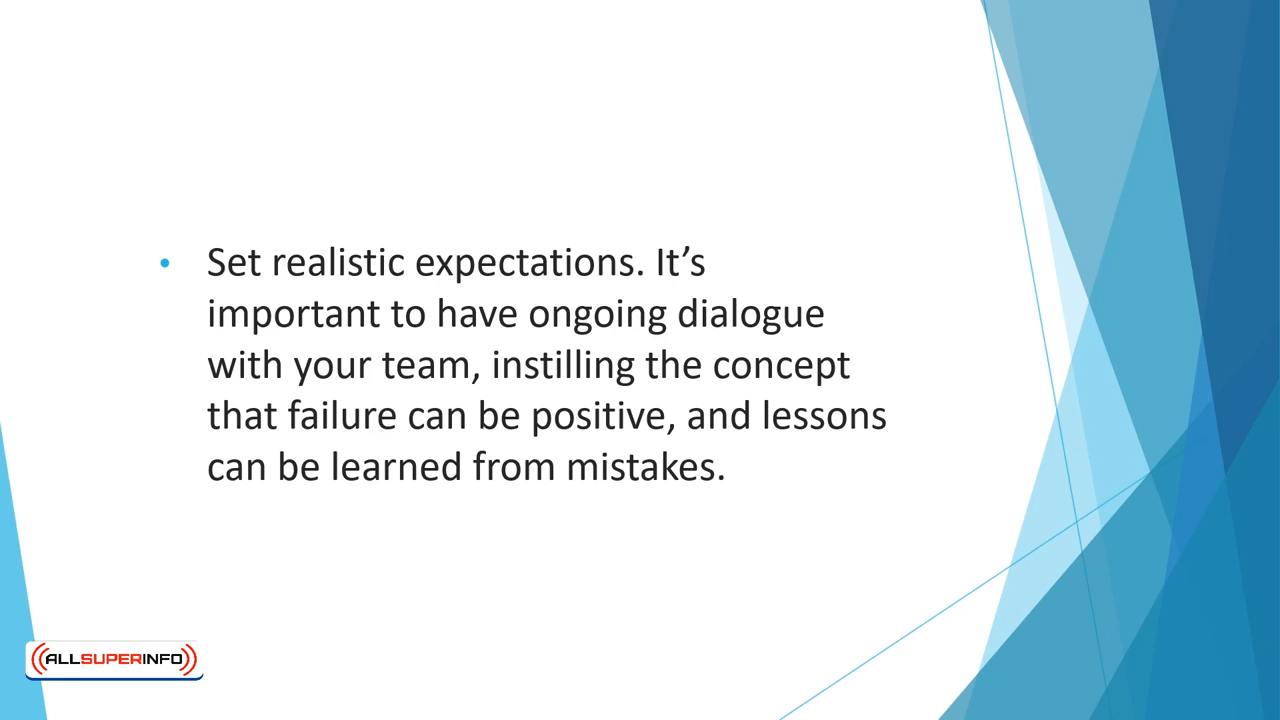 • Set realistic expectations. It’s
important to have ongoing dialogue
with your team, instilling the concept
that failure can be positive, and lessons
can be learned from mistakes.
ALLSUPERINFO